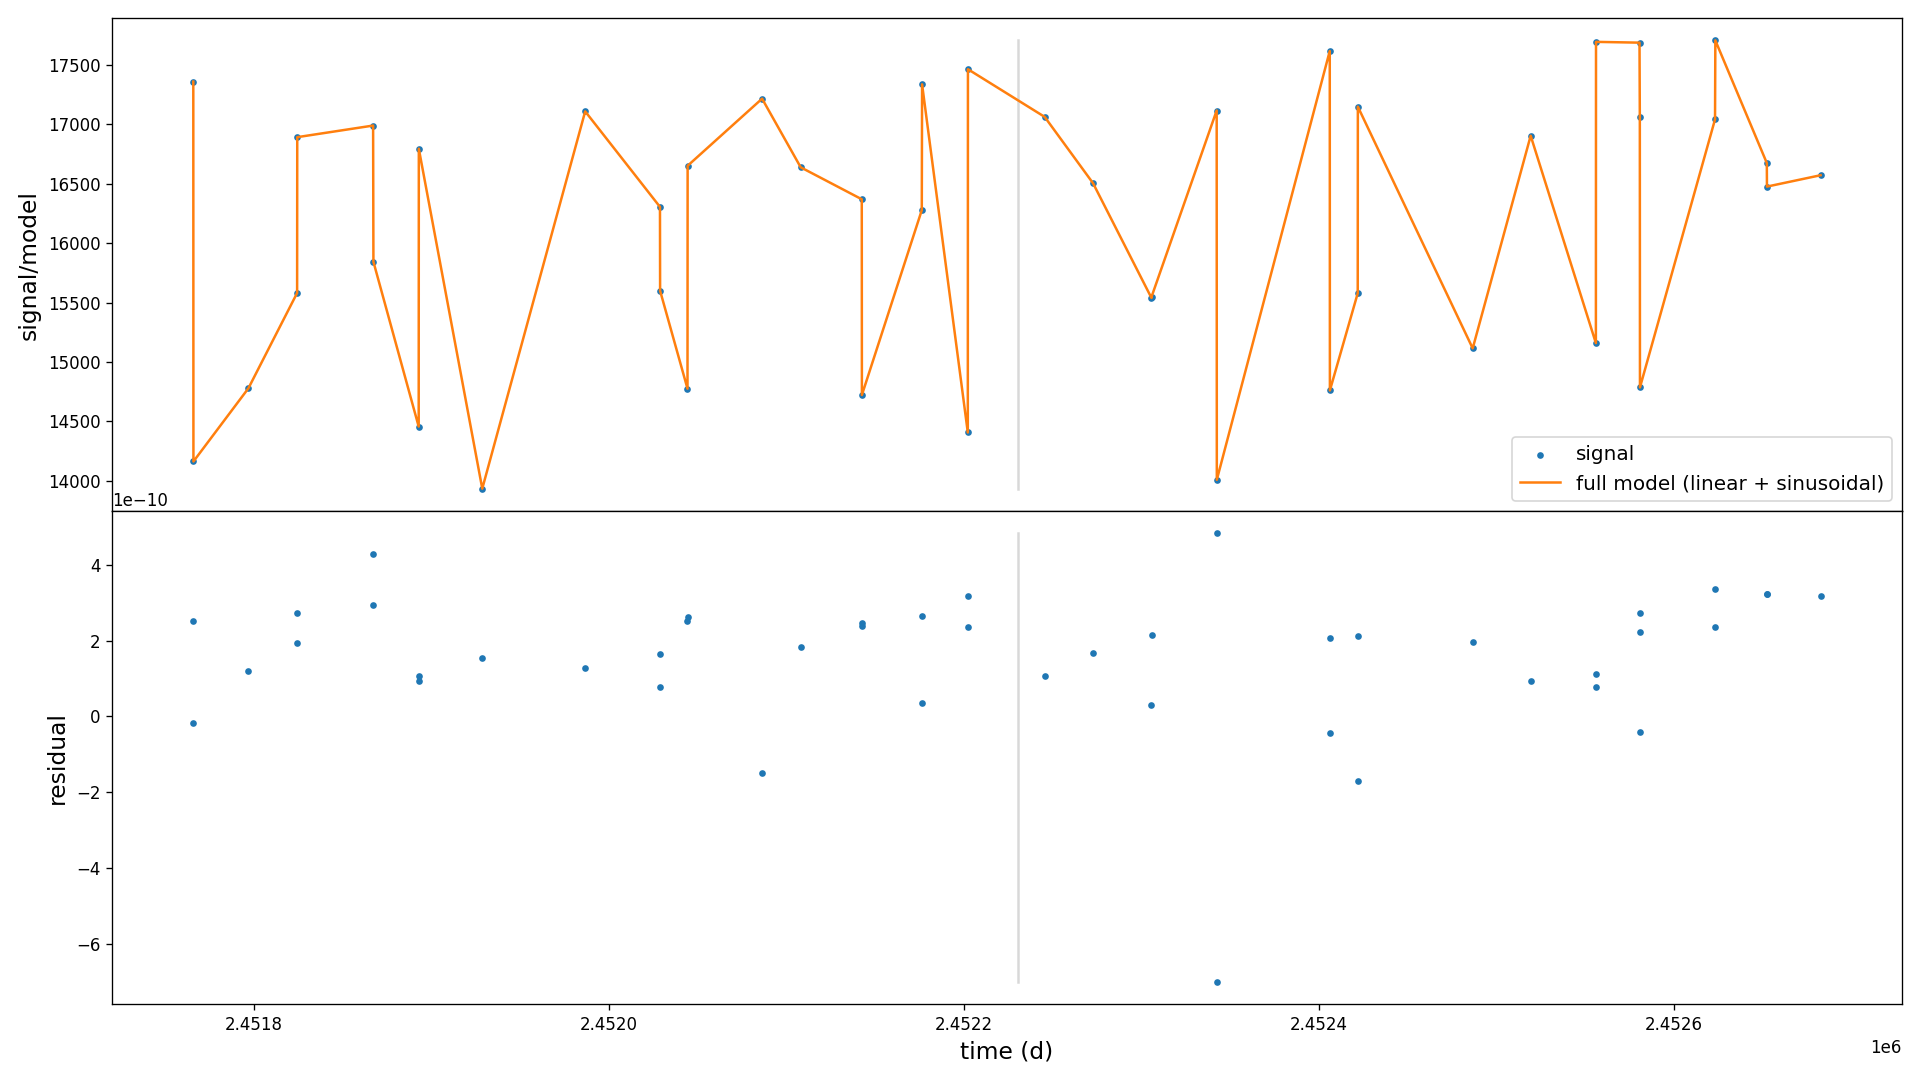 17500
17000
16500
16000
15500
15000
14500
14000
signal/model
signal
full model (linear + sinusoidal)
1e−10
4
2
0
−2
−4
−6
residual
2.4518
2.4520
2.4522
2.4524
2.4526
time (d)
1e6